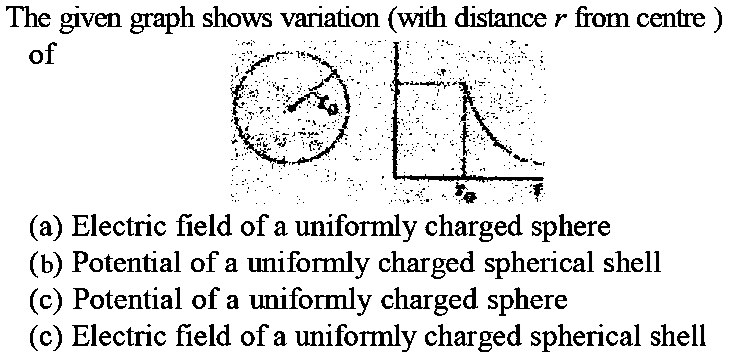 The given graph shows variation (with distance r from centre )
of
r₀
r₀ r
(a) Electric field of a uniformly charged sphere
(b) Potential of a uniformly charged spherical shell
(c) Potential of a uniformly charged sphere
(c) Electric field of a uniformly charged spherical shell